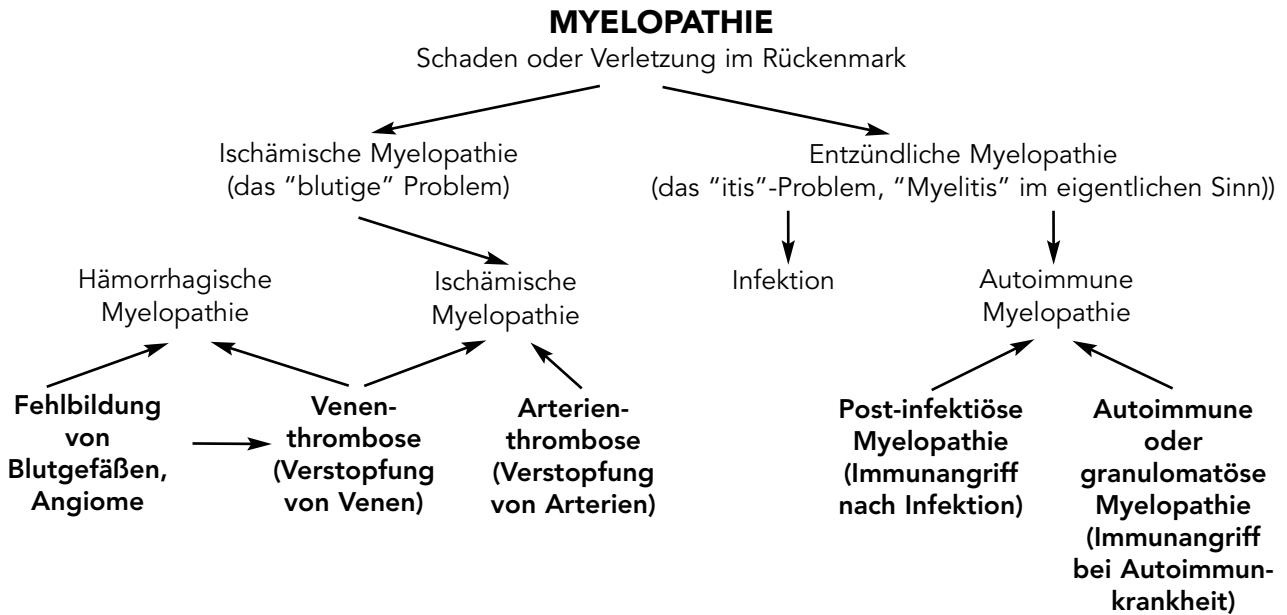 MYELOPATHIE
Schaden oder Verletzung im Rückenmark
Ischämische Myelopathie
(das “blutige” Problem)
Entzündliche Myelopathie
(das “itis”-Problem, “Myelitis” im eigentlichen Sinn))
Hämorrhagische
Myelopathie
Ischämische
Myelopathie
Infektion
Autoimmune
Myelopathie
Fehlbildung
von
Blutgefäßen,
Angiome
Venen-
thrombose
(Verstopfung
von Venen)
Arterien-
thrombose
(Verstopfung
von Arterien)
Post-infektiöse
Myelopathie
(Immunangriff
nach Infektion)
Autoimmune
oder
granulomatöse
Myelopathie
(Immunangriff
bei Autoimmun-
krankheit)